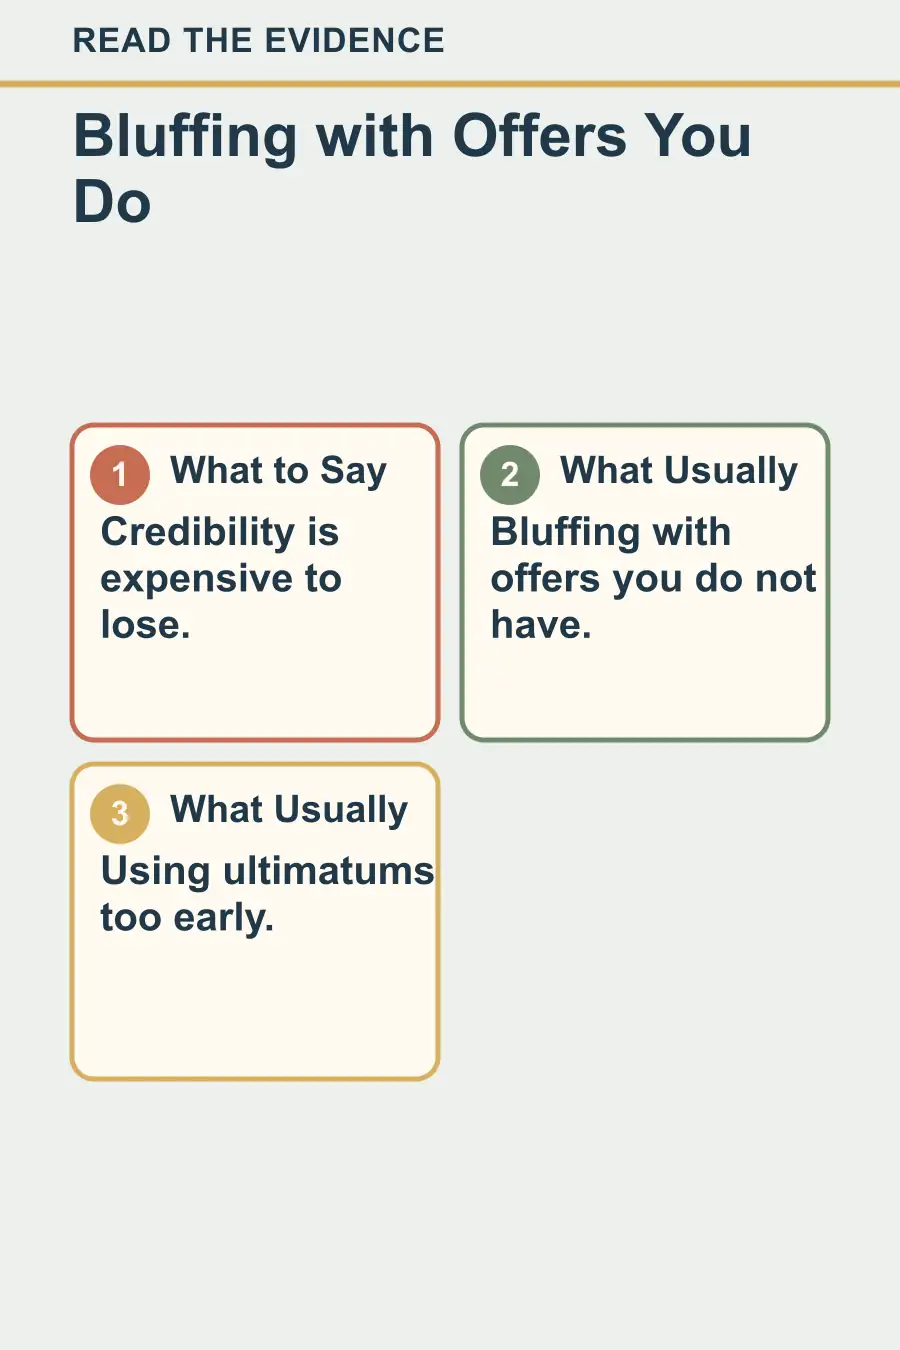 READ THE EVIDENCE
Bluffing with Offers You
Do
1 What to Say
Credibility is
expensive to
lose.
2 What Usually
Bluffing with
offers you do not
have.
3 What Usually
Using ultimatums
too early.